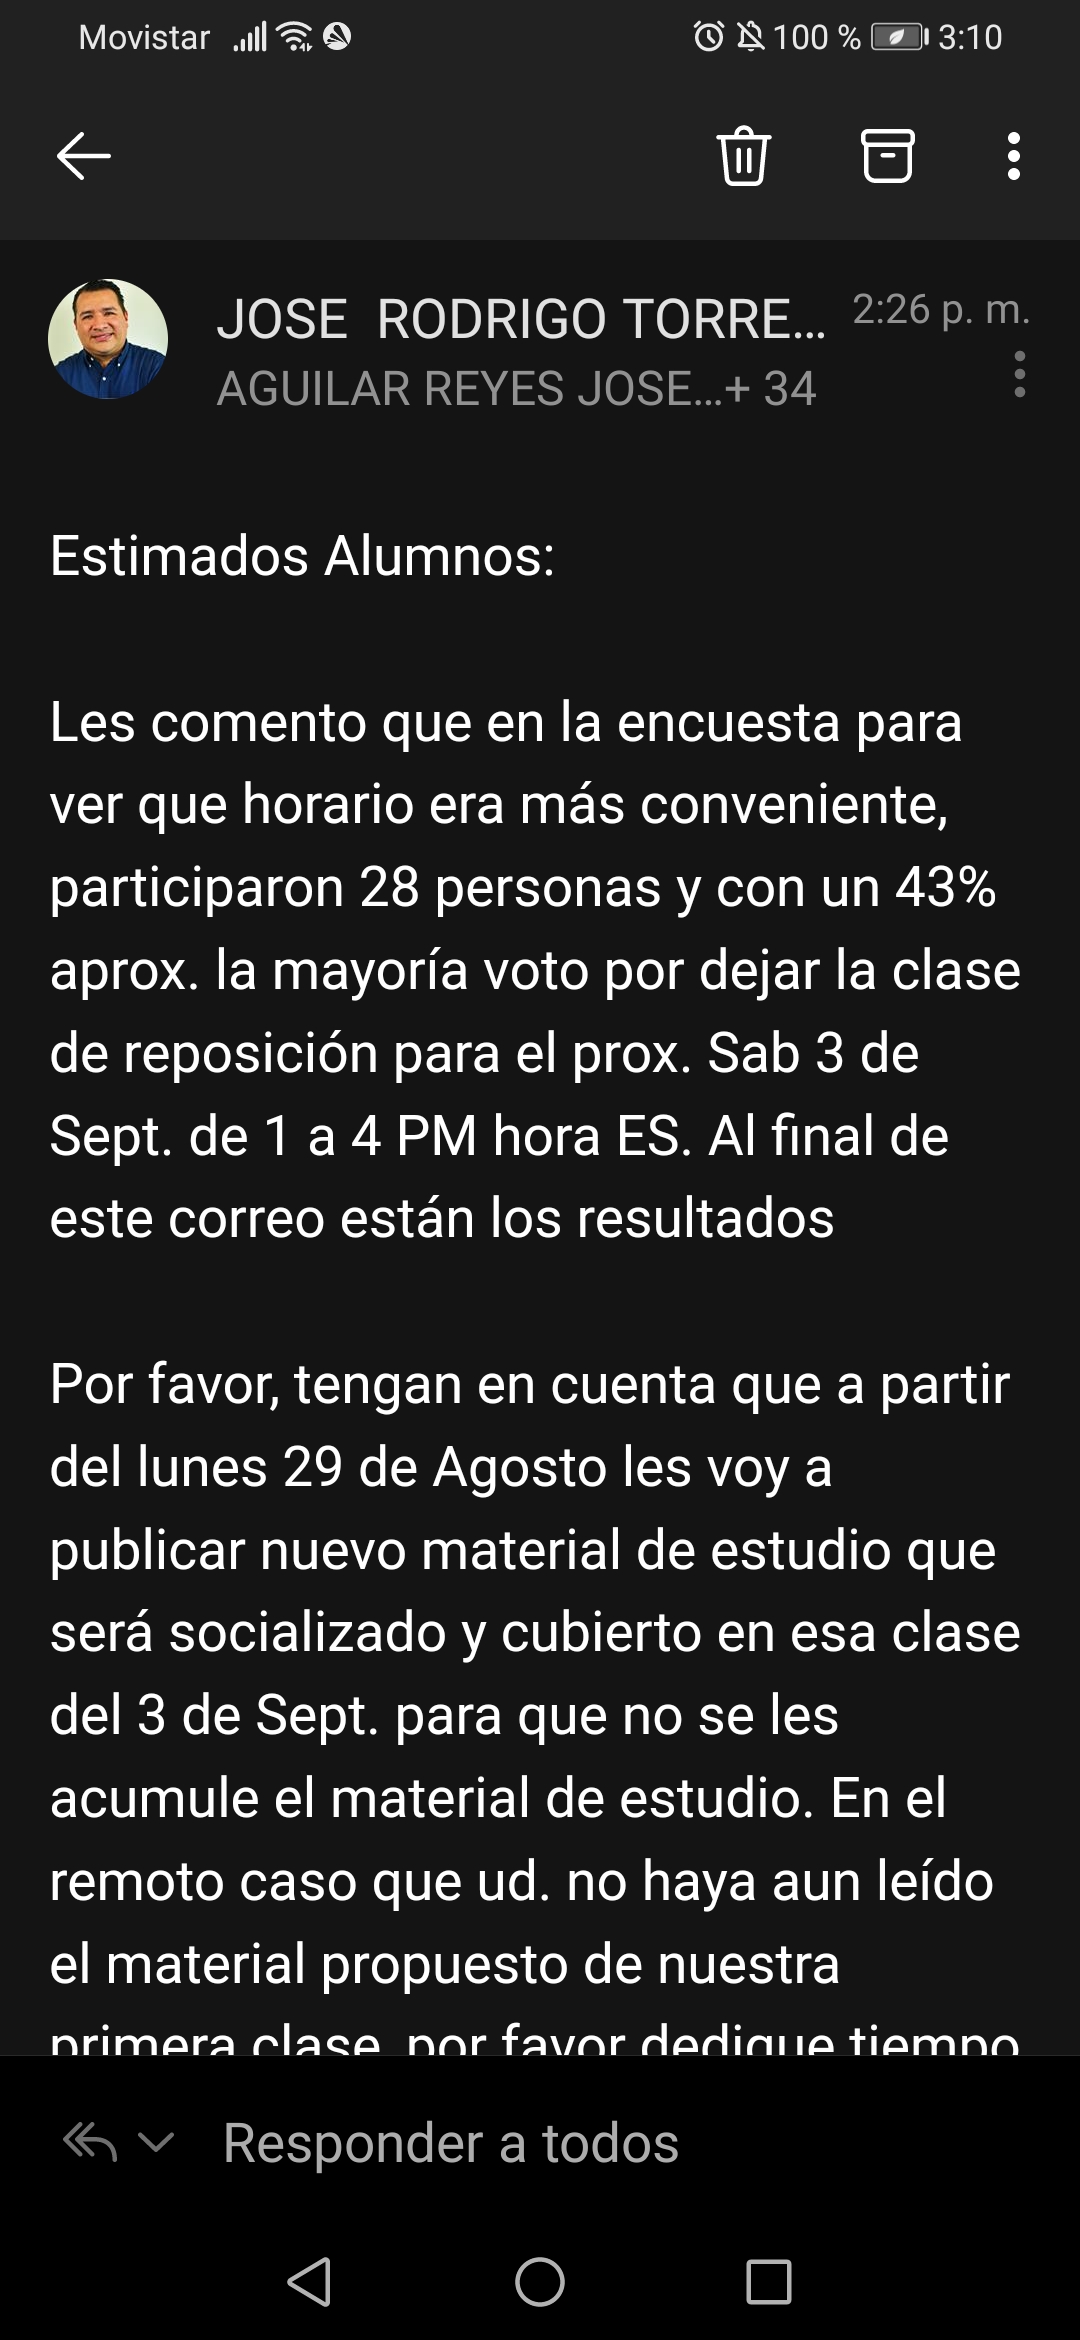 Movistar 100 % 3:10
JOSE  RODRIGO TORRE... 2:26 p. m.
AGUILAR REYES JOSE...+ 34
Estimados Alumnos:
Les comento que en la encuesta para
ver que horario era más conveniente,
participaron 28 personas y con un 43%
aprox. la mayoría voto por dejar la clase
de reposición para el prox. Sab 3 de
Sept. de 1 a 4 PM hora ES. Al final de
este correo están los resultados
Por favor, tengan en cuenta que a partir
del lunes 29 de Agosto les voy a
publicar nuevo material de estudio que
será socializado y cubierto en esa clase
del 3 de Sept. para que no se les
acumule el material de estudio. En el
remoto caso que ud. no haya aun leído
el material propuesto de nuestra
primera clase, por favor dedique tiempo
Responder a todos